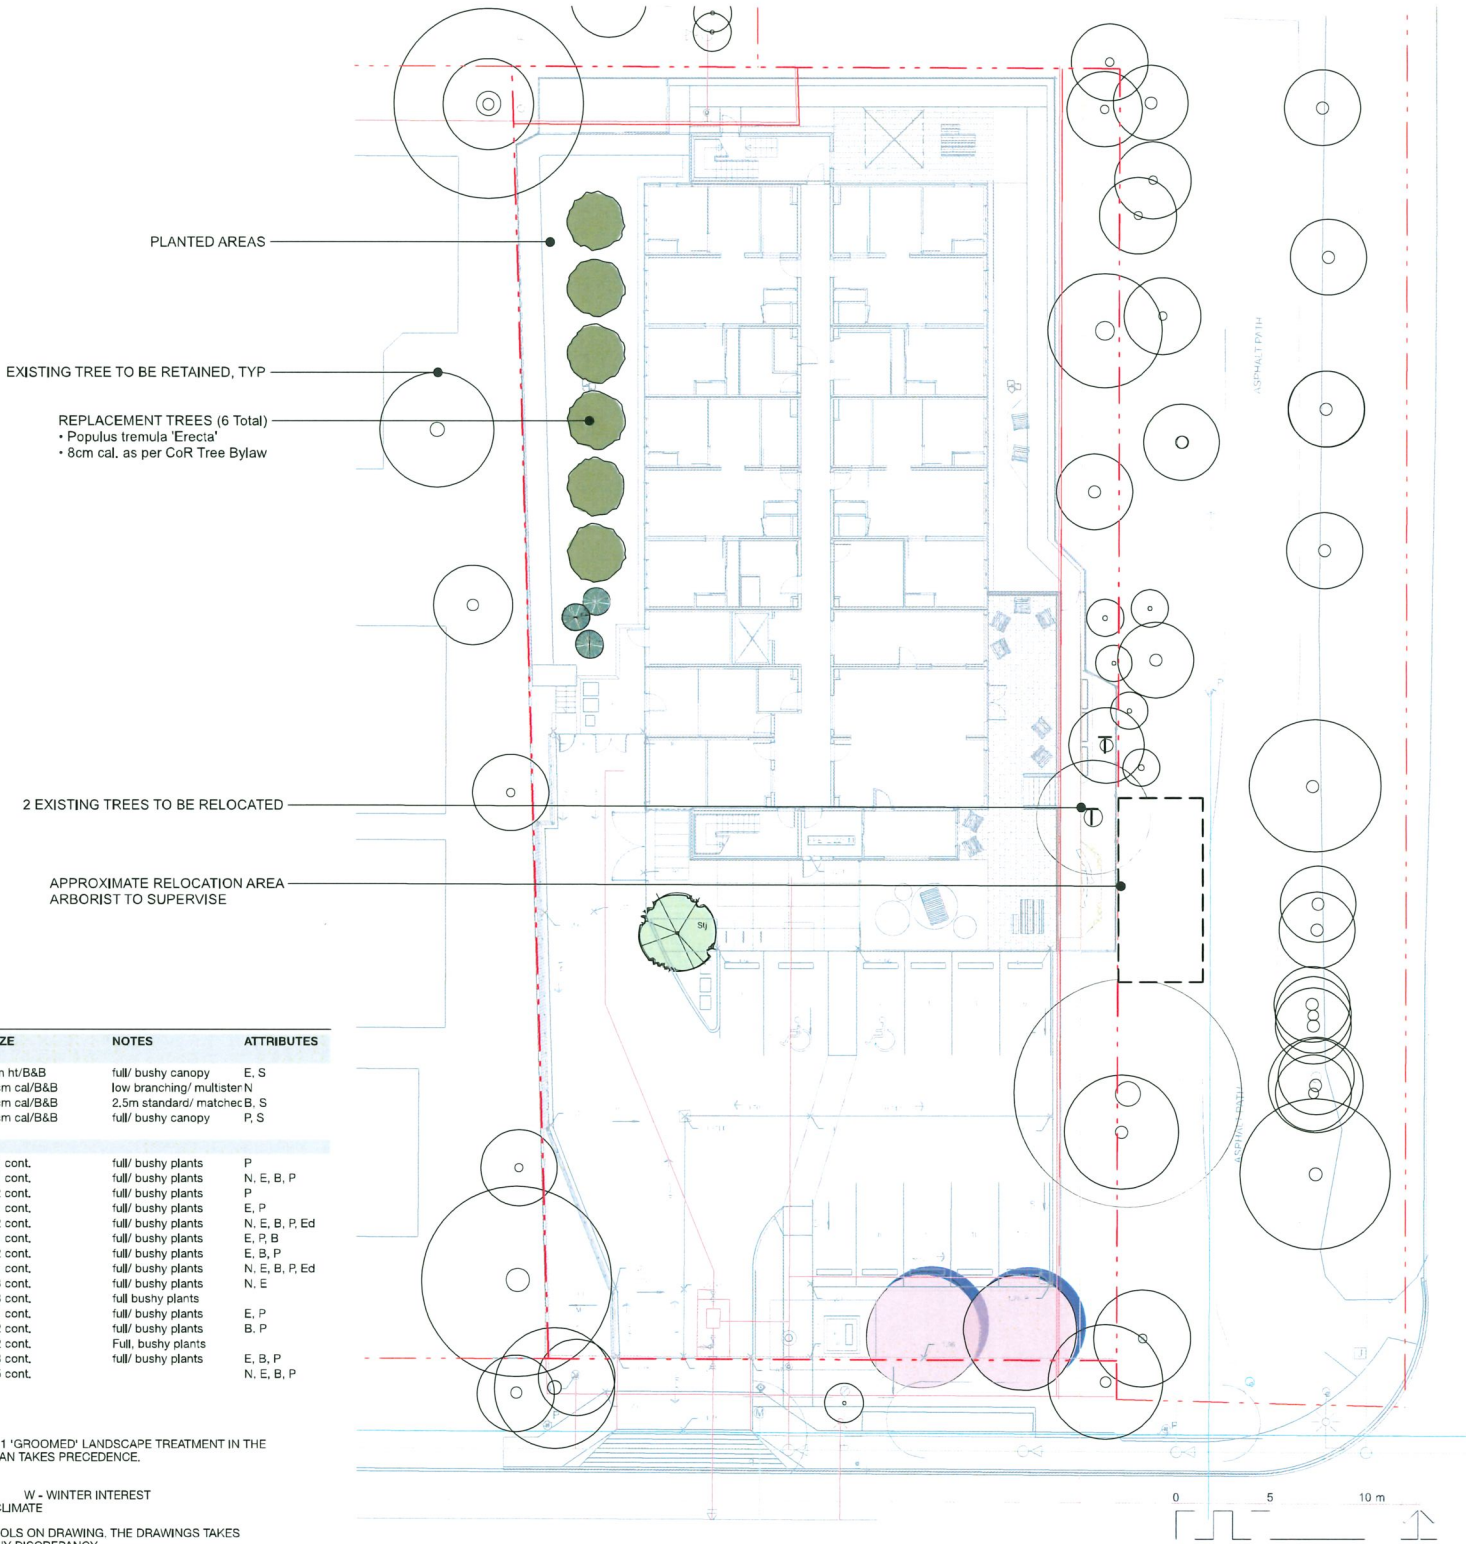 PLANTED AREAS
EXISTING TREE TO BE RETAINED, TYP
REPLACEMENT TREES (6 Total)
• Populus tremula 'Erecta'
• 8cm cal. as per CoR Tree Bylaw
2 EXISTING TREES TO BE RELOCATED
APPROXIMATE RELOCATION AREA
ARBORIST TO SUPERVISE
ASPHALT PATH
T
T
Stj
ASPHALT PATH
ZE NOTES ATTRIBUTES
ht/B&B full/ bushy canopy E, S
cal/B&B low branching/ multister N
cal/B&B 2.5m standard/ matchec B, S
cal/B&B full/ bushy canopy P, S
cont. full/ bushy plants P
cont. full/ bushy plants N, E, B, P
cont. full/ bushy plants P
cont. full/ bushy plants E, P
cont. full/ bushy plants N, E, B, P, Ed
cont. full/ bushy plants E, P, B
cont. full/ bushy plants E, B, P
cont. full/ bushy plants N, E, B, P, Ed
cont. full/ bushy plants N, E
cont. full bushy plants
cont. full/ bushy plants E, P
cont. full/ bushy plants B, P
cont. Full, bushy plants
cont. full/ bushy plants E, B, P
cont. N, E, B, P
1 'GROOMED' LANDSCAPE TREATMENT IN THE
AN TAKES PRECEDENCE.
W - WINTER INTEREST
CLIMATE
OLS ON DRAWING. THE DRAWINGS TAKES
0 5 10 m